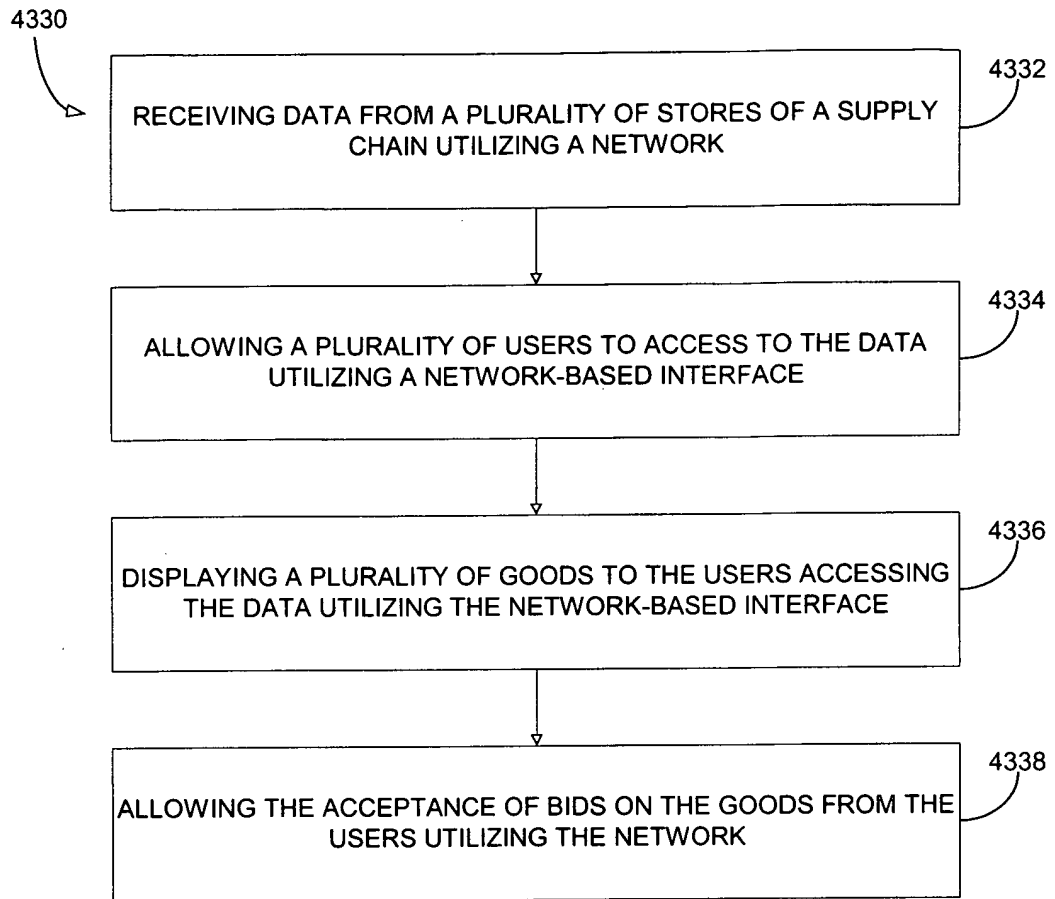 4330
4332
RECEIVING DATA FROM A PLURALITY OF STORES OF A SUPPLY
CHAIN UTILIZING A NETWORK
4334
ALLOWING A PLURALITY OF USERS TO ACCESS TO THE DATA
UTILIZING A NETWORK-BASED INTERFACE
4336
DISPLAYING A PLURALITY OF GOODS TO THE USERS ACCESSING
THE DATA UTILIZING THE NETWORK-BASED INTERFACE
4338
ALLOWING THE ACCEPTANCE OF BIDS ON THE GOODS FROM THE
USERS UTILIZING THE NETWORK